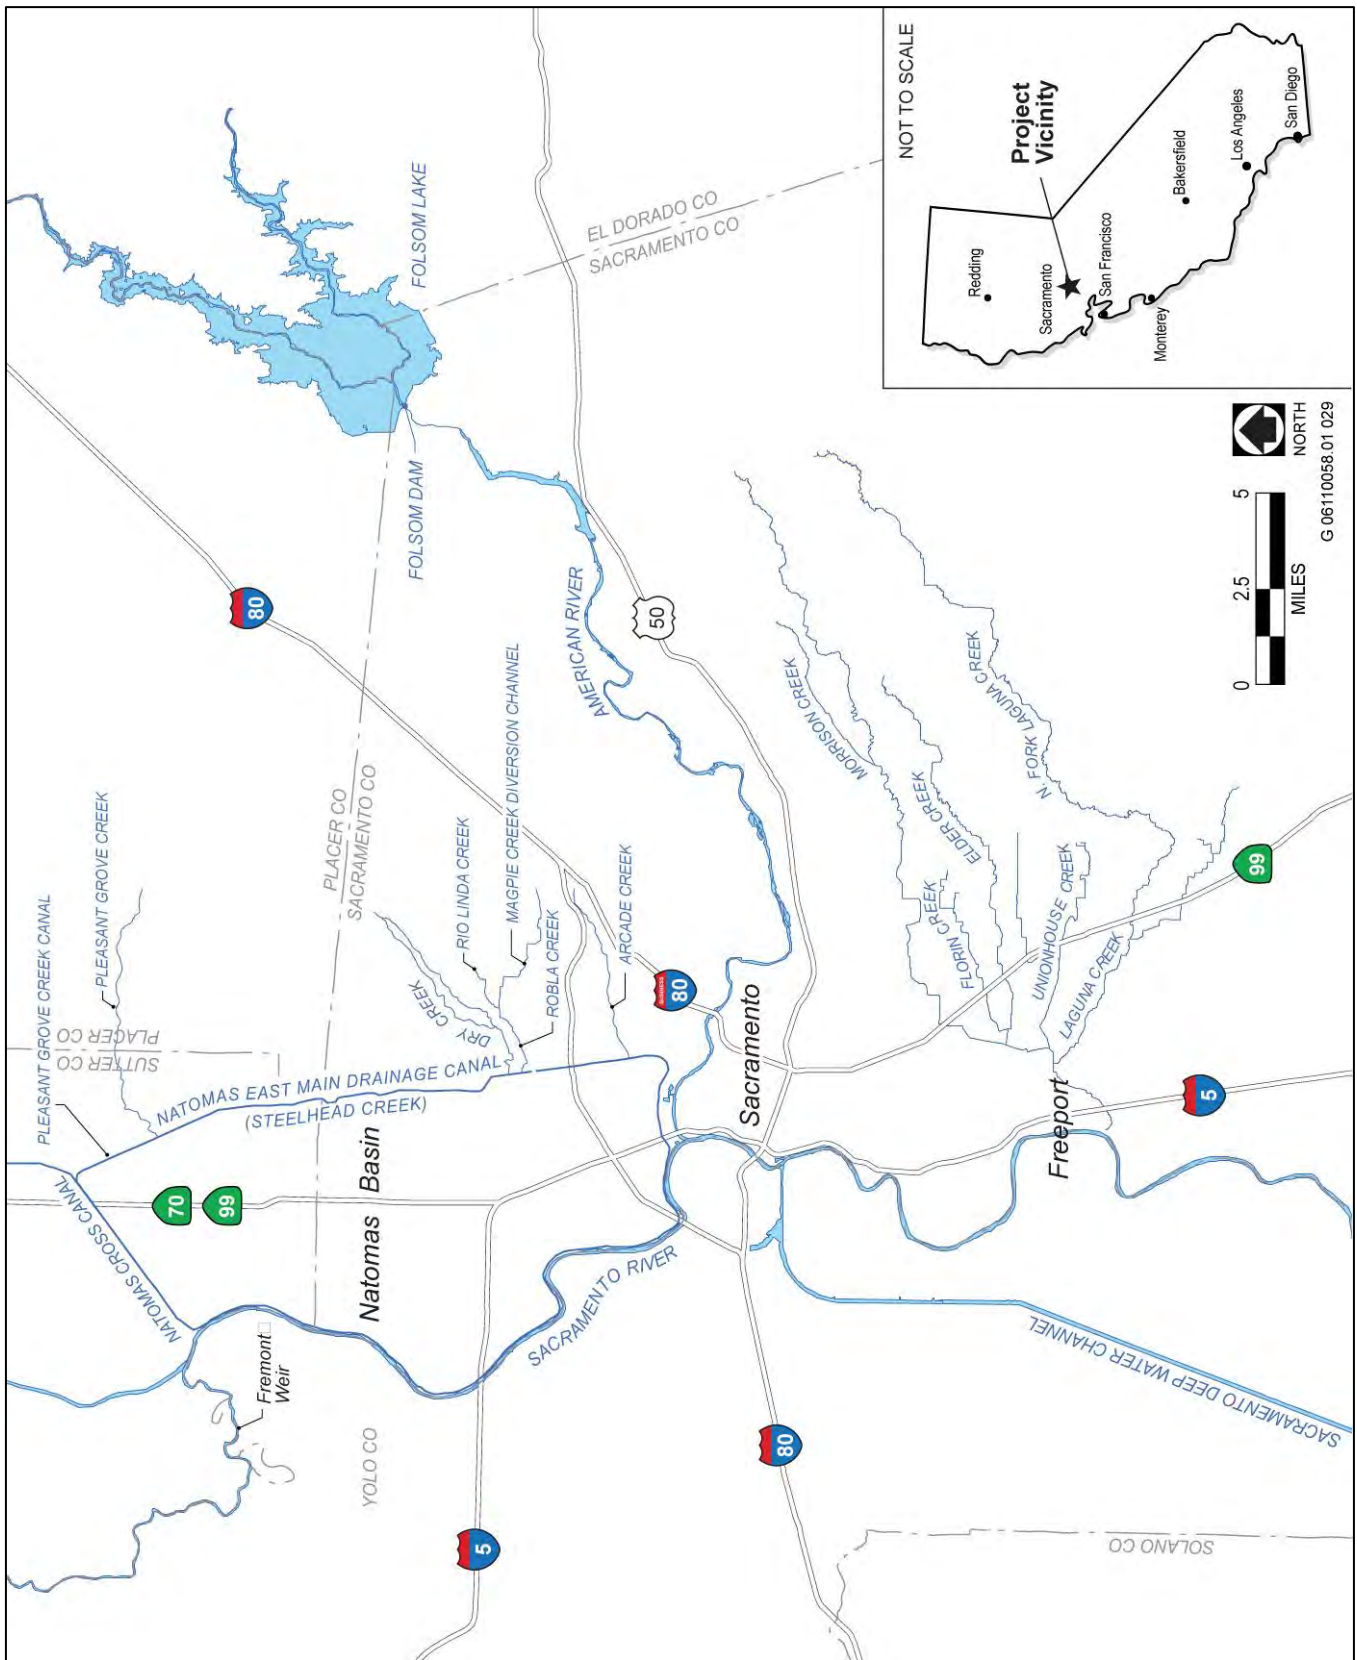 PLEASANT GROVE CREEK CANAL
PLEASANT GROVE CREEK
SUTTER CO
PLACER CO
NATOMAS CROSS CANAL
70
99
NATOMAS EAST MAIN DRAINAGE CANAL
(STEELHEAD CREEK)
Natomas Basin
Fremont
Weir
YOLO CO
5
SACRAMENTO RIVER
PLACER CO
SACRAMENTO CO
DRY CREEK
RIO LINDA CREEK
MAGPIE CREEK DIVERSION CHANNEL
ROBLA CREEK
ARCADE CREEK
80
FOLSOM LAKE
FOLSOM DAM
EL DORADO CO
SACRAMENTO CO
AMERICAN RIVER
50
BUSINESS
80
Sacramento
80
SACRAMENTO DEEP WATER CHANNEL
SOLANO CO
Freeport
5
MORRISON CREEK
FLORIN CREEK
ELDER CREEK
UNIONHOUSE CREEK
N. FORK LAGUNA CREEK
LAGUNA CREEK
99
0 2.5 5
MILES
NORTH
G 06110058.01 029
NOT TO SCALE
Project
Vicinity
Redding
Sacramento
San Francisco
Monterey
Bakersfield
Los Angeles
San Diego